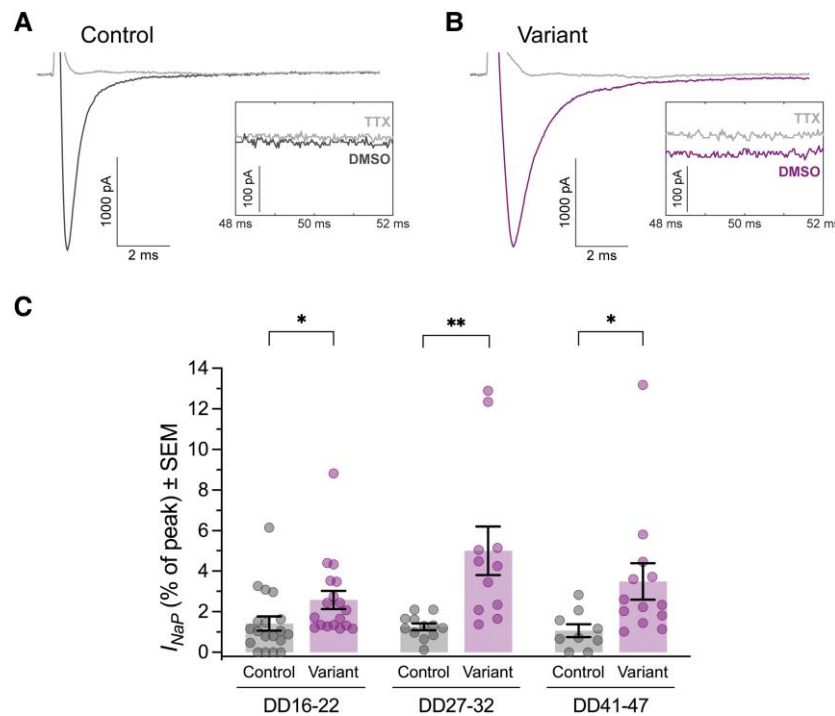 A
Control
1000 pA
2 ms
TTX
DMSO
100 pA
48 ms
50 ms
52 ms
B
Variant
1000 pA
2 ms
TTX
DMSO
100 pA
48 ms
50 ms
52 ms
C
* ** *
I_NaP (% of peak) ± SEM
14
12
10
8
6
4
2
0
Control Variant Control Variant Control Variant
DD16-22 DD27-32 DD41-47